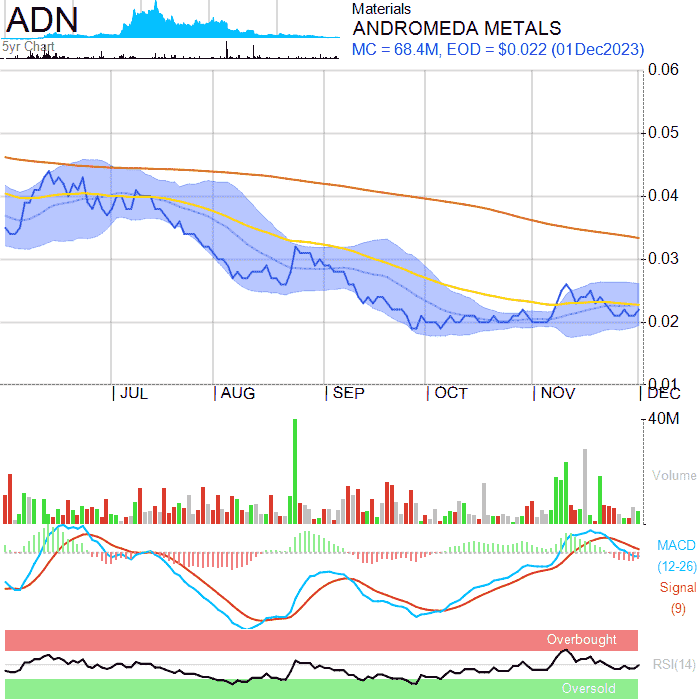 ADN
5yr Chart
Materials
ANDROMEDA METALS
MC = 68.4M, EOD = $0.022 (01Dec2023)
0.06
0.05
0.04
0.03
0.02
0.01
JUL AUG SEP OCT NOV DEC
40M
Volume
MACD
(12-26)
Signal
(9)
Overbought
RSI(14)
Oversold